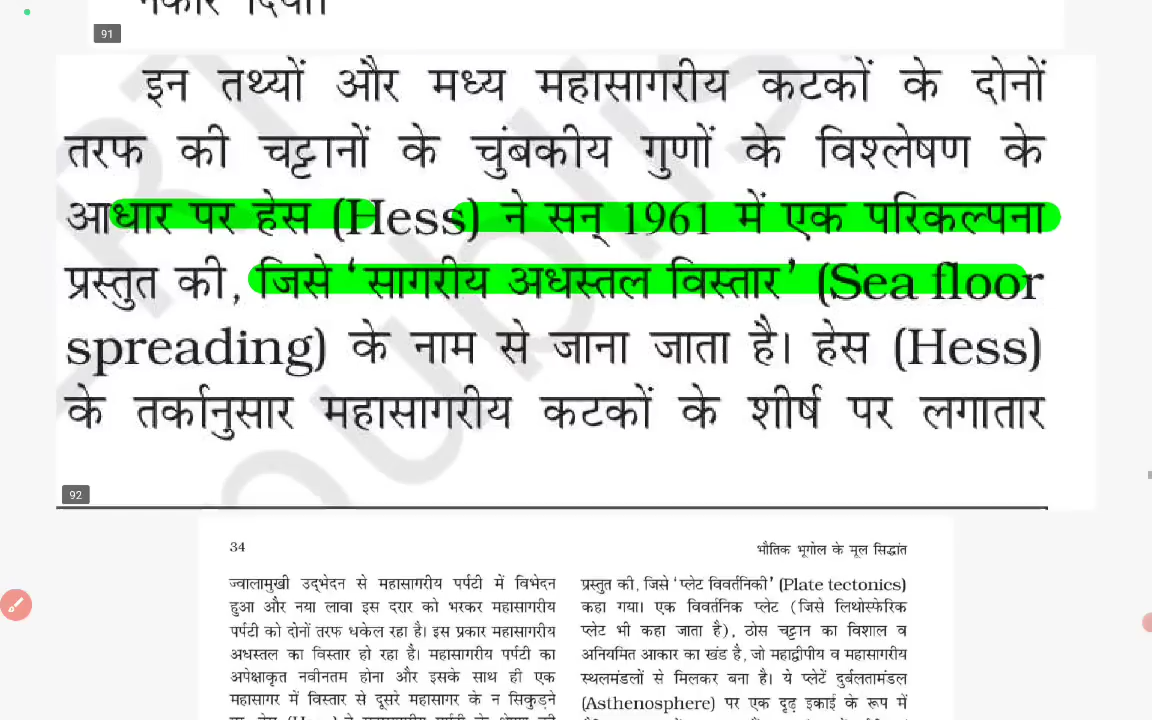 91
इन तथ्यों और मध्य महासागरीय कटकों के दोनों
तरफ की चट्टानों के चुंबकीय गुणों के विश्लेषण के
आधार पर हेस (Hess) ने सन् 1961 में एक परिकल्पना
प्रस्तुत की, जिसे ‘सागरीय अधस्तल विस्तार’ (Sea floor
spreading) के नाम से जाना जाता है। हेस (Hess)
के तर्कानुसार महासागरीय कटकों के शीर्ष पर लगातार
92
34
भौतिक भूगोल के मूल सिद्धांत
ज्वालामुखी उद्भेदन से महासागरीय पर्पटी में विभेदन
हुआ और नया लावा इस दरार को भरकर महासागरीय
पर्पटी को दोनों तरफ धकेल रहा है। इस प्रकार महासागरीय
अधस्तल का विस्तार हो रहा है। महासागरीय पर्पटी का
अपेक्षाकृत नवीनतम होना और इसके साथ ही एक
महासागर में विस्तार से दूसरे महासागर के न सिकुड़ने
प्रस्तुत की, जिसे ‘प्लेट विवर्तनिकी’ (Plate tectonics)
कहा गया। एक विवर्तनिक प्लेट (जिसे लिथोस्फेरिक
प्लेट भी कहा जाता है), ठोस चट्टान का विशाल व
अनियमित आकार का खंड है, जो महाद्वीपीय व महासागरीय
स्थलमंडलों से मिलकर बना है। ये प्लेटें दुर्बलतामंडल
(Asthenosphere) पर एक दृढ़ इकाई के रूप में